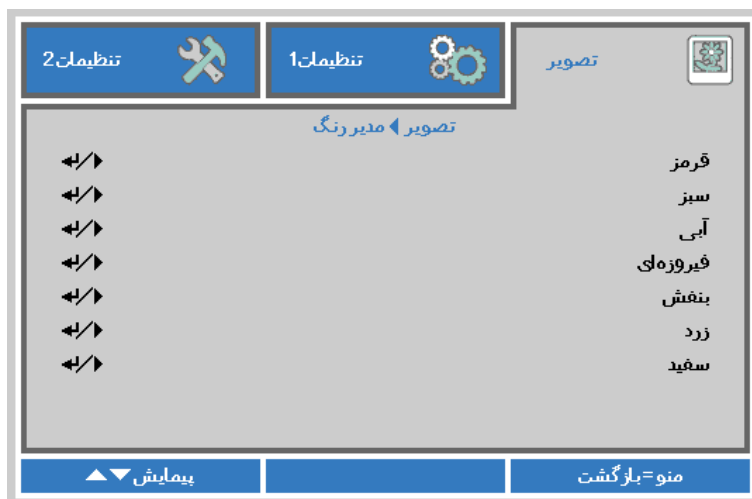 تصویر
تنظیمات1
تنظیمات2
تصویر ◀ مدیر رنگ
قرمز
سبز
آبی
فیروزه‌ای
بنفش
زرد
سفید
منو=بازگشت
پیمایش▼▲